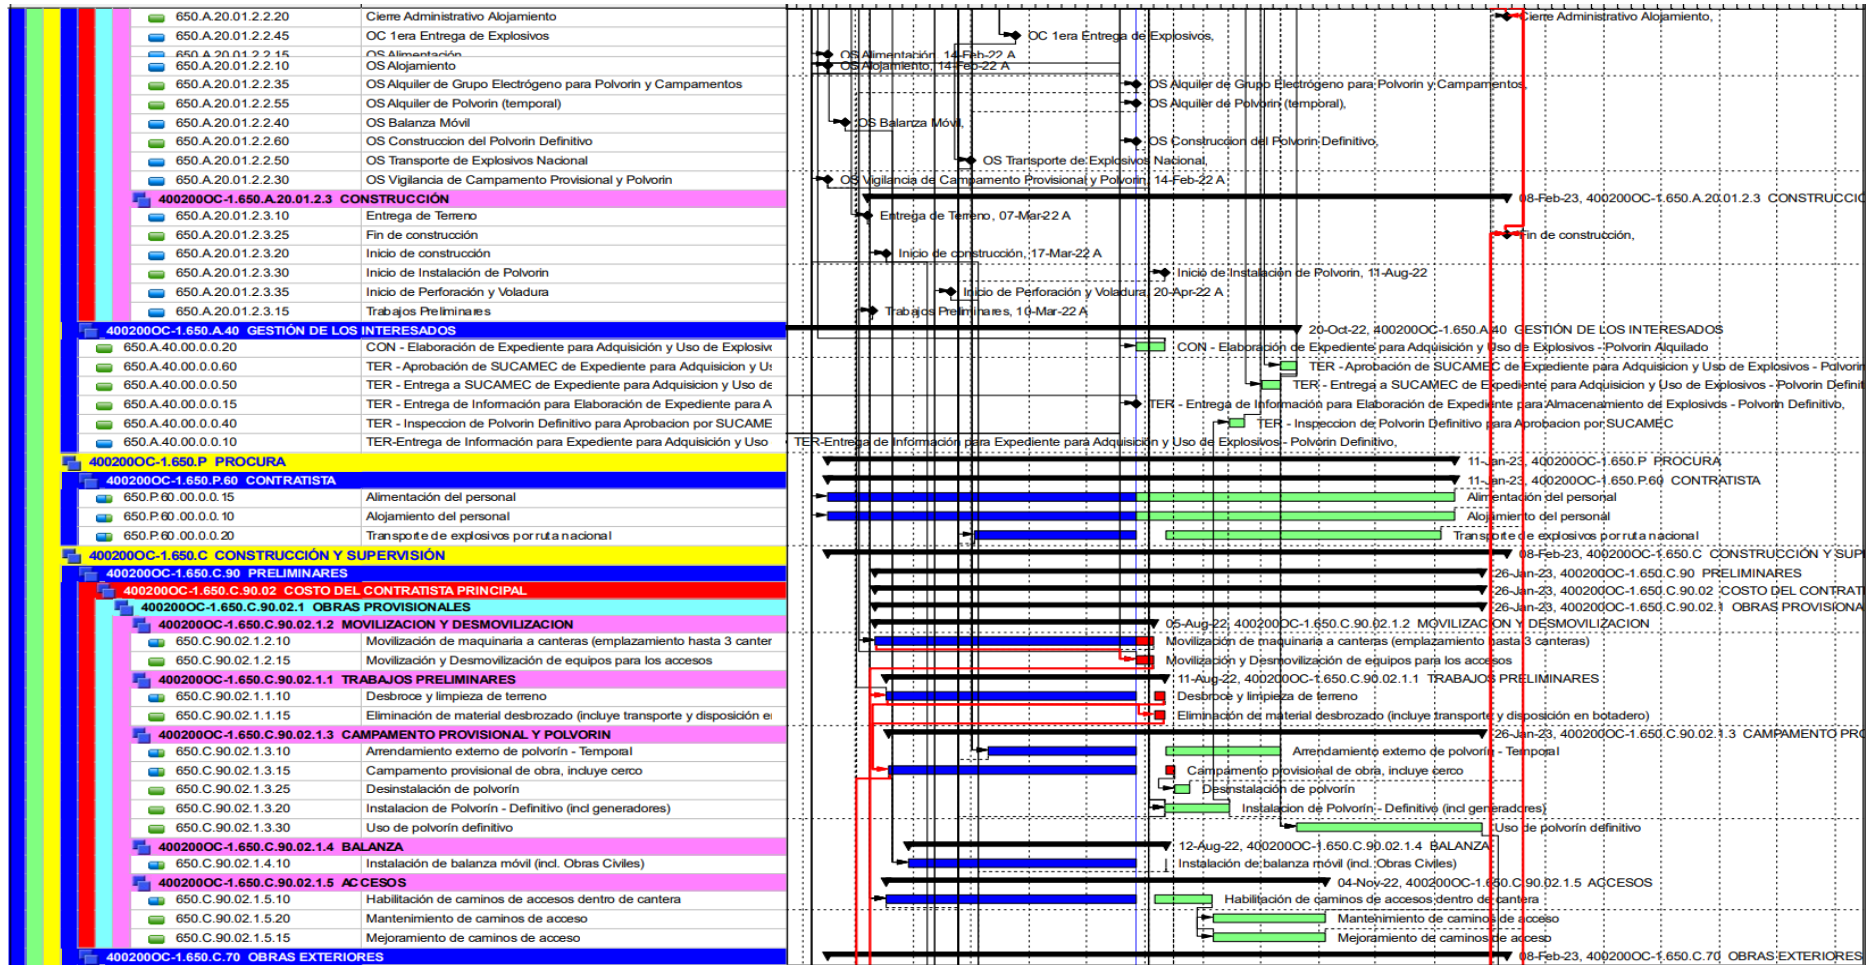 650.A.20.01.2.2.20 Cierre Administrativo Alojamiento Cierre Administrativo Alojamiento,
650.A.20.01.2.2.45 OC 1era Entrega de Explosivos OC 1era Entrega de Explosivos,
650.A.20.01.2.2.15 OS Alimentación OS Alimentación, 14-Feb-22 A
650.A.20.01.2.2.10 OS Alojamiento OS Alojamiento, 14-Feb-22 A
650.A.20.01.2.2.35 OS Alquiler de Grupo Electrógeno para Polvorin y Campamentos OS Alquiler de Grupo Electrógeno para Polvorin y Campamentos,
650.A.20.01.2.2.55 OS Alquiler de Polvorin (temporal) OS Alquiler de Polvorin (temporal),
650.A.20.01.2.2.40 OS Balanza Móvil OS Balanza Móvil,
650.A.20.01.2.2.60 OS Construccion del Polvorin Definitivo OS Construccion del Polvorin Definitivo,
650.A.20.01.2.2.50 OS Transporte de Explosivos Nacional OS Transporte de Explosivos Nacional,
650.A.20.01.2.2.30 OS Vigilancia de Campamento Provisional y Polvorin OS Vigilancia de Campamento Provisional y Polvorin, 14-Feb-22 A
400200OC-1.650.A.20.01.2.3 CONSTRUCCIÓN 08-Feb-23, 400200OC-1.650.A.20.01.2.3 CONSTRUCCIÓ
650.A.20.01.2.3.10 Entrega de Terreno Entrega de Terreno, 07-Mar-22 A
650.A.20.01.2.3.25 Fin de construcción Fin de construcción,
650.A.20.01.2.3.20 Inicio de construcción Inicio de construcción, 17-Mar-22 A
650.A.20.01.2.3.30 Inicio de Instalación de Polvorin Inicio de Instalación de Polvorin, 11-Aug-22
650.A.20.01.2.3.35 Inicio de Perforación y Voladura Inicio de Perforación y Voladura, 20-Apr-22 A
650.A.20.01.2.3.15 Trabajos Preliminares Trabajos Preliminares, 10-Mar-22 A
400200OC-1.650.A.40 GESTIÓN DE LOS INTERESADOS 20-Oct-22, 400200OC-1.650.A.40 GESTIÓN DE LOS INTERESADOS
650.A.40.00.0.0.20 CON - Elaboración de Expediente para Adquisición y Uso de Explosivo CON - Elaboración de Expediente para Adquisición y Uso de Explosivos - Polvorin Alquilado
650.A.40.00.0.0.60 TER - Aprobación de SUCAMEC de Expediente para Adquisicion y Us TER - Aprobación de SUCAMEC de Expediente para Adquisicion y Uso de Explosivos - Polvorin
650.A.40.00.0.0.50 TER - Entrega a SUCAMEC de Expediente para Adquisicion y Uso de TER - Entrega a SUCAMEC de Expediente para Adquisicion y Uso de Explosivos - Polvorin Definit
650.A.40.00.0.0.15 TER - Entrega de Información para Elaboración de Expediente para A TER - Entrega de Información para Elaboración de Expediente para Almacenamiento de Explosivos - Polvorin Definitivo,
650.A.40.00.0.0.40 TER - Inspeccion de Polvorin Definitivo para Aprobacion por SUCAME TER - Inspeccion de Polvorin Definitivo para Aprobacion por SUCAMEC
650.A.40.00.0.0.10 TER-Entrega de Información para Expediente para Adquisición y Uso TER-Entrega de Información para Expediente para Adquisición y Uso de Explosivos - Polvorin Definitivo,
400200OC-1.650.P PROCURA 11-Jan-23, 400200OC-1.650.P PROCURA
400200OC-1.650.P.60 CONTRATISTA 11-Jan-23, 400200OC-1.650.P.60 CONTRATISTA
650.P.60.00.0.0.15 Alimentación del personal Alimentación del personal
650.P.60.00.0.0.10 Alojamiento del personal Alojamiento del personal
650.P.60.00.0.0.20 Transporte de explosivos por ruta nacional Transporte de explosivos por ruta nacional
400200OC-1.650.C CONSTRUCCIÓN Y SUPERVISIÓN 08-Feb-23, 400200OC-1.650.C CONSTRUCCIÓN Y SUP
400200OC-1.650.C.90 PRELIMINARES 26-Jan-23, 400200OC-1.650.C.90 PRELIMINARES
400200OC-1.650.C.90.02 COSTO DEL CONTRATISTA PRINCIPAL 26-Jan-23, 400200OC-1.650.C.90.02 COSTO DEL CONTRATI
400200OC-1.650.C.90.02.1 OBRAS PROVISIONALES 26-Jan-23, 400200OC-1.650.C.90.02.1 OBRAS PROVISIONA
400200OC-1.650.C.90.02.1.2 MOVILIZACION Y DESMOVILIZACION 05-Aug-22, 400200OC-1.650.C.90.02.1.2 MOVILIZACION Y DESMOVILIZACION
650.C.90.02.1.2.10 Movilización de maquinaria a canteras (emplazamiento hasta 3 canter Movilización de maquinaria a canteras (emplazamiento hasta 3 canteras)
650.C.90.02.1.2.15 Movilización y Desmovilización de equipos para los accesos Movilización y Desmovilización de equipos para los accesos
400200OC-1.650.C.90.02.1.1 TRABAJOS PRELIMINARES 11-Aug-22, 400200OC-1.650.C.90.02.1.1 TRABAJOS PRELIMINARES
650.C.90.02.1.1.10 Desbroce y limpieza de terreno Desbroce y limpieza de terreno
650.C.90.02.1.1.15 Eliminación de material desbrozado (incluye transporte y disposición e Eliminación de material desbrozado (incluye transporte y disposición en botadero)
400200OC-1.650.C.90.02.1.3 CAMPAMENTO PROVISIONAL Y POLVORIN 26-Jan-23, 400200OC-1.650.C.90.02.1.3 CAMPAMENTO PRO
650.C.90.02.1.3.10 Arrendamiento externo de polvorín - Temporal Arrendamiento externo de polvorín - Temporal
650.C.90.02.1.3.15 Campamento provisional de obra, incluye cerco Campamento provisional de obra, incluye cerco
650.C.90.02.1.3.25 Desinstalación de polvorín Desinstalación de polvorín
650.C.90.02.1.3.20 Instalacion de Polvorín - Definitivo (incl generadores) Instalacion de Polvorín - Definitivo (incl generadores)
650.C.90.02.1.3.30 Uso de polvorín definitivo Uso de polvorín definitivo
400200OC-1.650.C.90.02.1.4 BALANZA 12-Aug-22, 400200OC-1.650.C.90.02.1.4 BALANZA
650.C.90.02.1.4.10 Instalación de balanza móvil (incl. Obras Civiles) Instalación de balanza móvil (incl. Obras Civiles)
400200OC-1.650.C.90.02.1.5 ACCESOS 04-Nov-22, 400200OC-1.650.C.90.02.1.5 ACCESOS
650.C.90.02.1.5.10 Habilitación de caminos de accesos dentro de cantera Habilitación de caminos de accesos dentro de cantera
650.C.90.02.1.5.20 Mantenimiento de caminos de acceso Mantenimiento de caminos de acceso
650.C.90.02.1.5.15 Mejoramiento de caminos de acceso Mejoramiento de caminos de acceso
400200OC-1.650.C.70 OBRAS EXTERIORES 08-Feb-23, 400200OC-1.650.C.70 OBRAS EXTERIORES